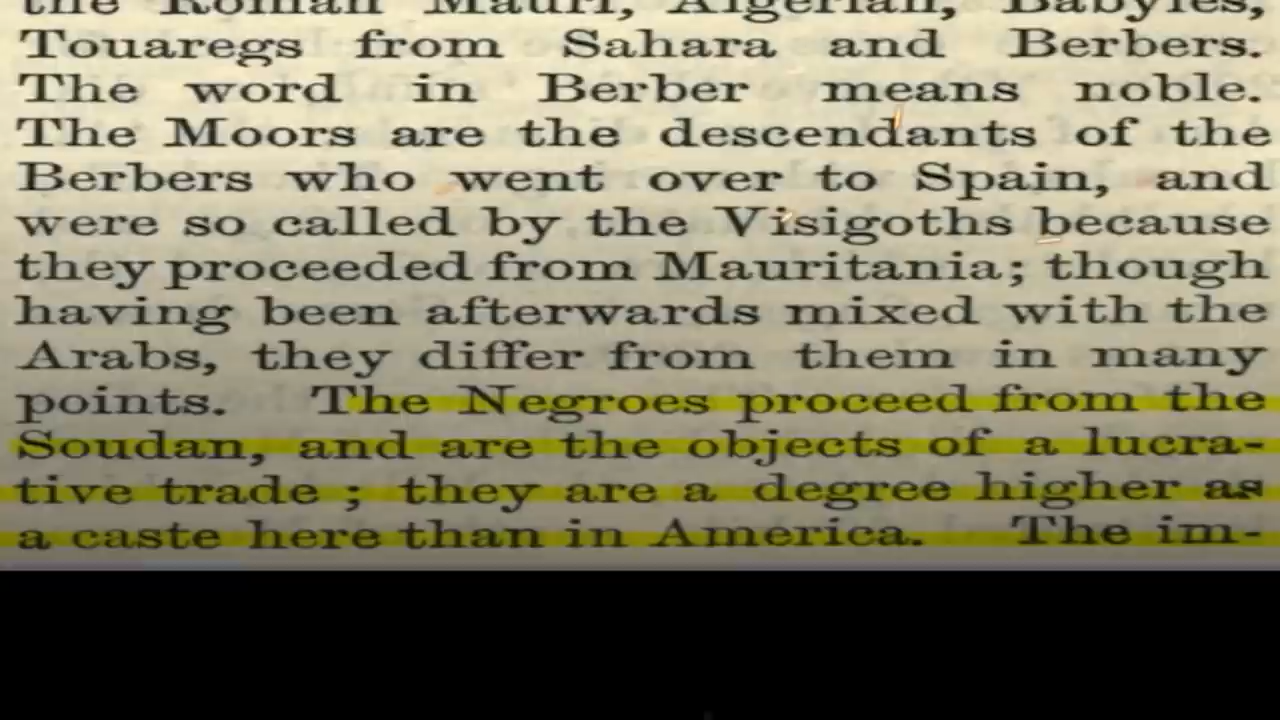 the Roman Mauri, Algerian, Babyles,
Touaregs from Sahara and Berbers.
The word in Berber means noble.
The Moors are the descendants of the
Berbers who went over to Spain, and
were so called by the Visigoths because
they proceeded from Mauritania; though
having been afterwards mixed with the
Arabs, they differ from them in many
points. The Negroes proceed from the
Soudan, and are the objects of a lucra-
tive trade ; they are a degree higher as
a caste here than in America. The im-